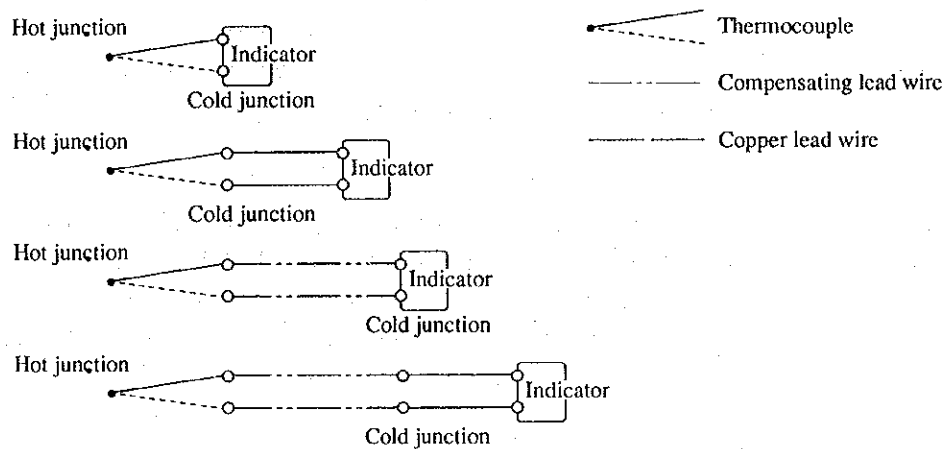 Hot junction
Indicator
Cold junction
Thermocouple
Compensating lead wire
Copper lead wire
Hot junction
Indicator
Cold junction
Hot junction
Indicator
Cold junction
Hot junction
Indicator
Cold junction